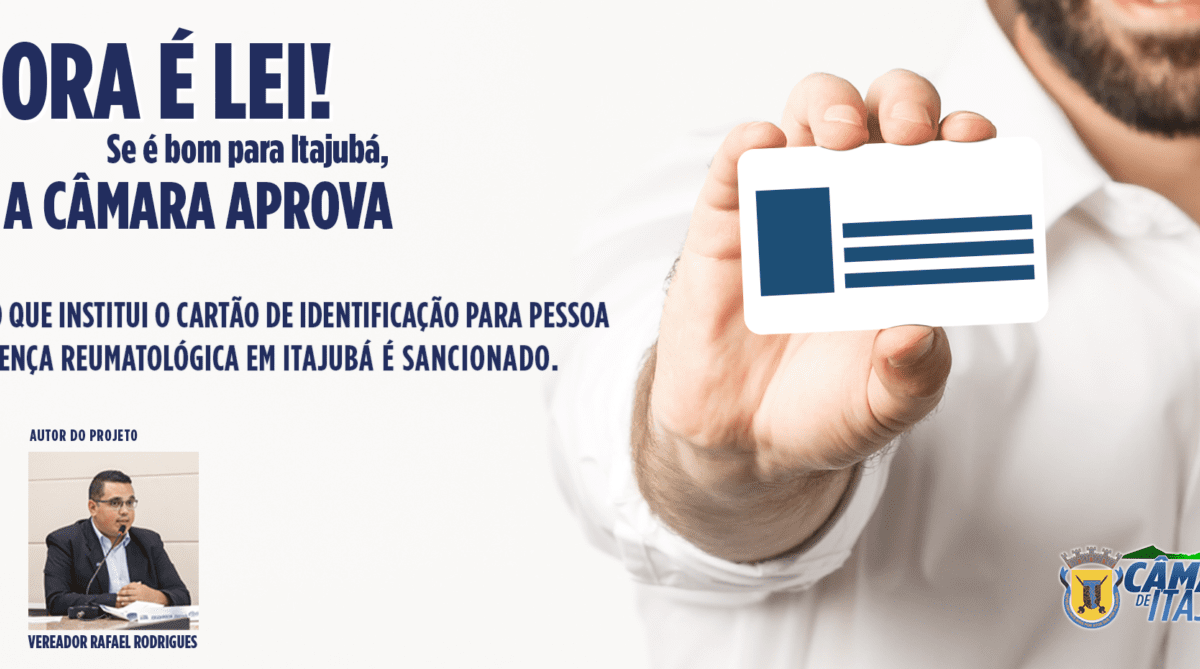 ORA É LEI!
Se é bom para Itajubá,
A CÂMARA APROVA
O QUE INSTITUI O CARTÃO DE IDENTIFICAÇÃO PARA PESSOA
ENÇA REUMATOLÓGICA EM ITAJUBÁ É SANCIONADO.
AUTOR DO PROJETO
VEREADOR RAFAEL RODRIGUES
CÂMA
DE ITAJ